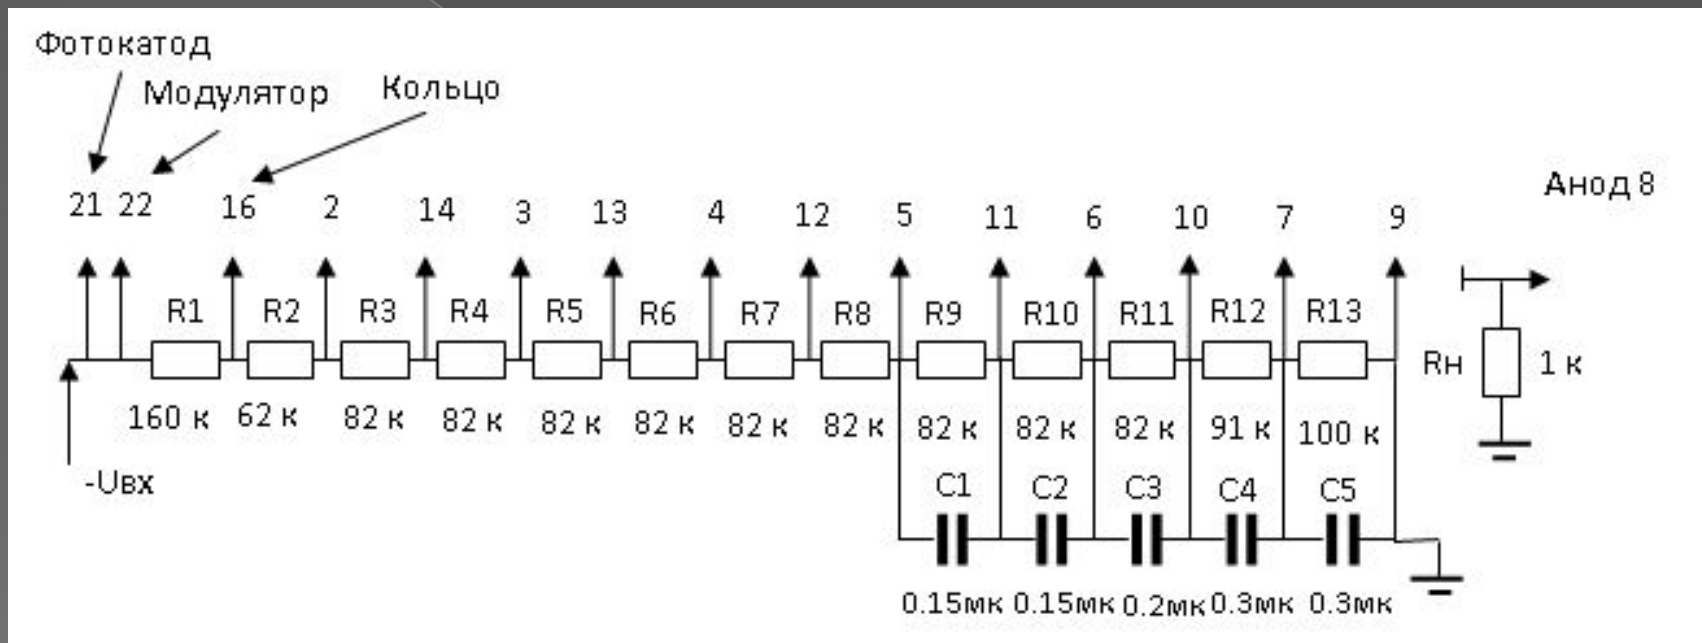 Фотокатод
Модулятор
Кольцо
Анод 8
21 22 16 2 14 3 13 4 12 5 11 6 10 7 9
R1 R2 R3 R4 R5 R6 R7 R8 R9 R10 R11 R12 R13
Rн 1 к
160 к 62 к 82 к 82 к 82 к 82 к 82 к 82 к 82 к 82 к 82 к 91 к 100 к
-Uвх
C1 C2 C3 C4 C5
0.15мк 0.15мк 0.2мк 0.3мк 0.3мк